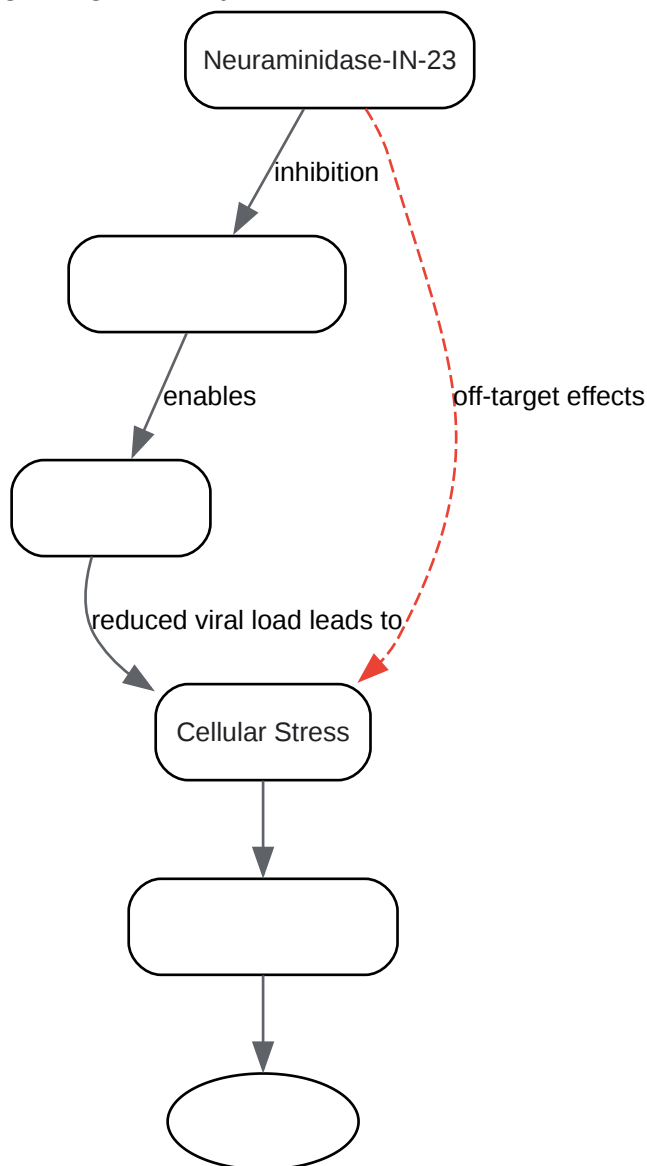 Neuraminidase-IN-23
inhibition
enables
off-target effects
reduced viral load leads to
Cellular Stress